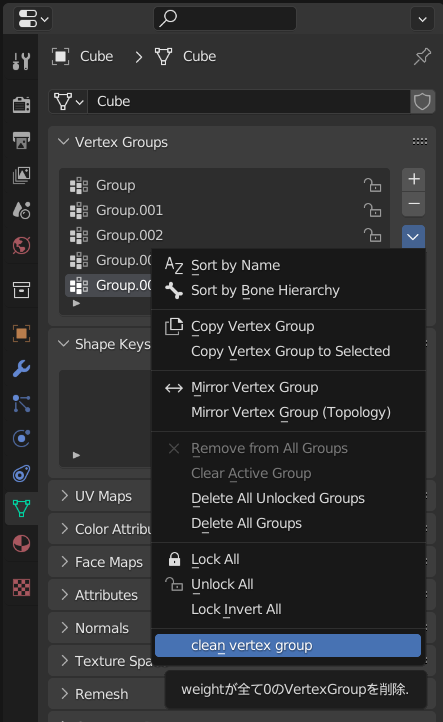 Cube
Cube
Cube
Vertex Groups
Group
Group.001
Group.002
Group.00
Group.00
Sort by Name
Sort by Bone Hierarchy
Copy Vertex Group
Copy Vertex Group to Selected
Mirror Vertex Group
Mirror Vertex Group (Topology)
Remove from All Groups
Clear Active Group
Delete All Unlocked Groups
Delete All Groups
Lock All
Unlock All
Lock Invert All
clean vertex group
weightが全て0のVertexGroupを削除.
Shape Keys
UV Maps
Color Attribu
Face Maps
Attributes
Normals
Texture Spa
Remesh